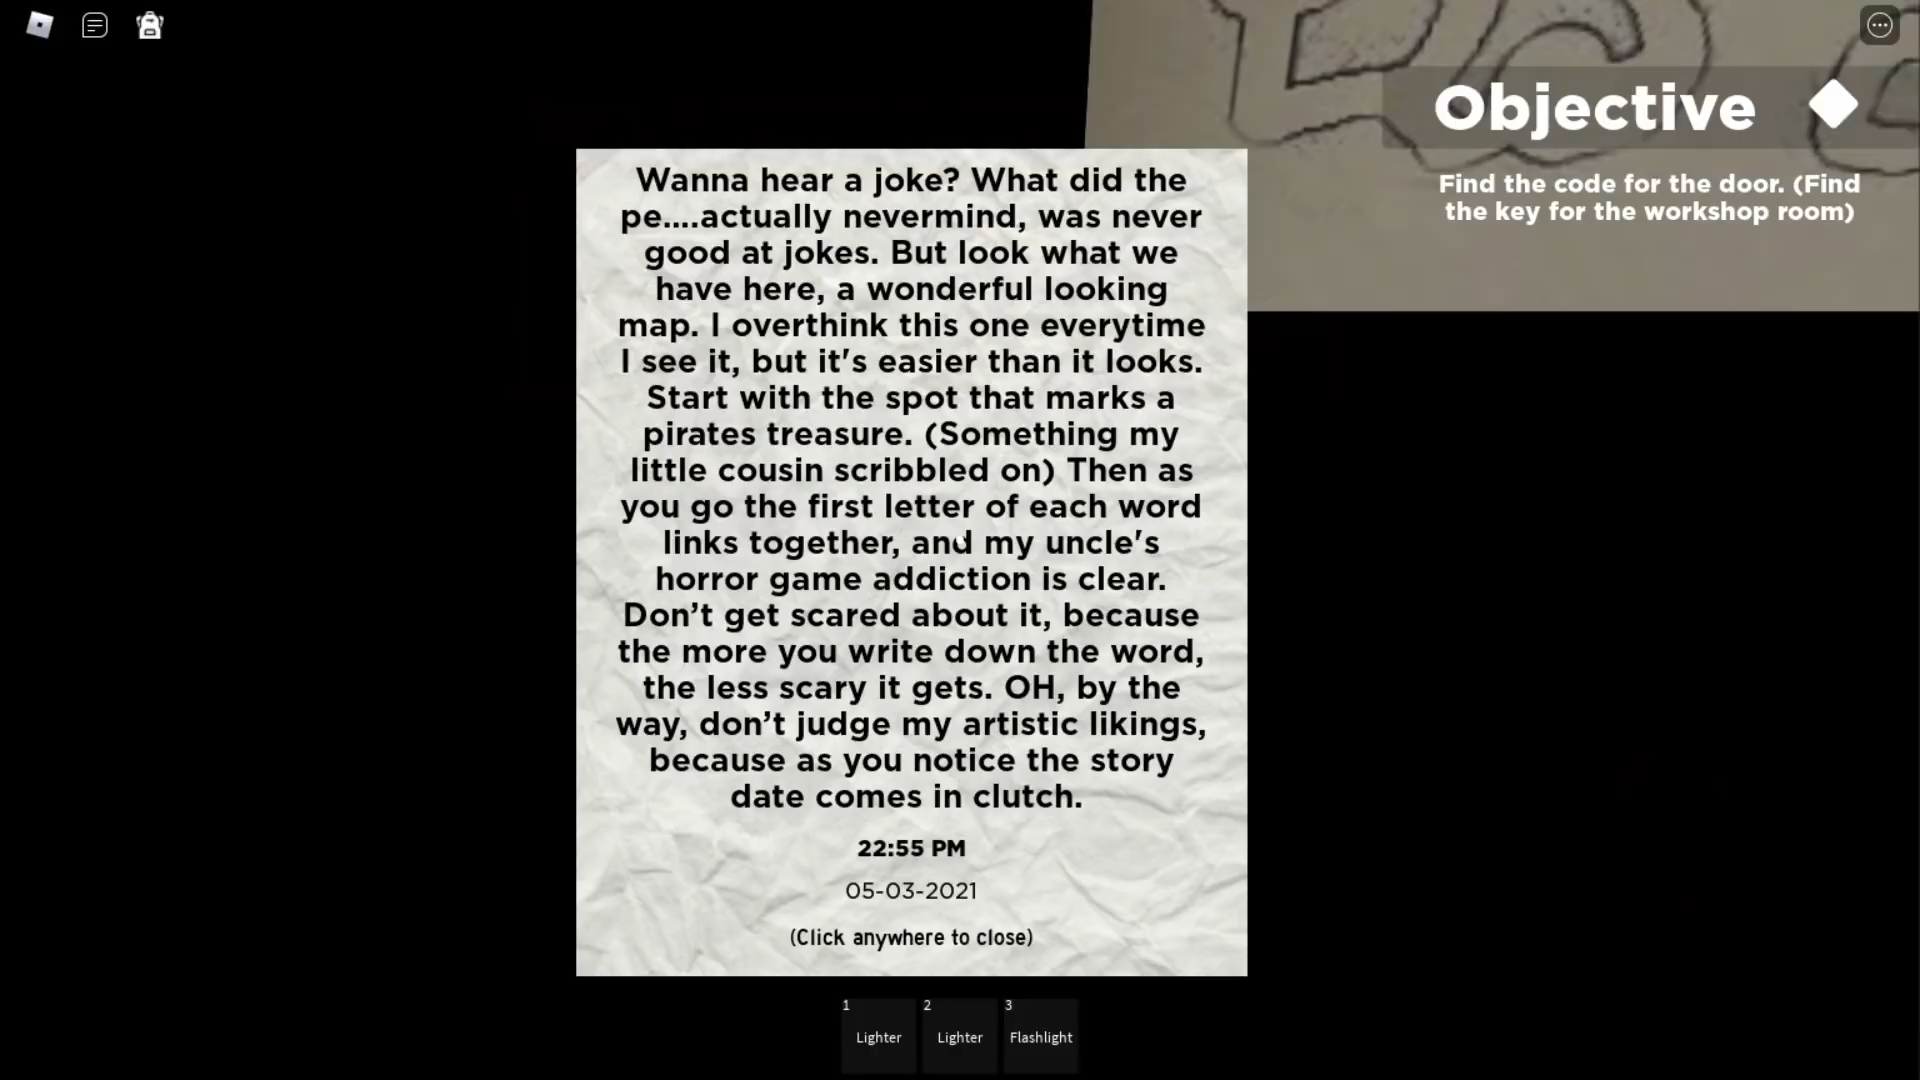 Objective
Find the code for the door. (Find
the key for the workshop room)
Wanna hear a joke? What did the
pe....actually nevermind, was never
good at jokes. But look what we
have here, a wonderful looking
map. I overthink this one everytime
I see it, but it's easier than it looks.
Start with the spot that marks a
pirates treasure. (Something my
little cousin scribbled on) Then as
you go the first letter of each word
links together, and my uncle's
horror game addiction is clear.
Don’t get scared about it, because
the more you write down the word,
the less scary it gets. OH, by the
way, don’t judge my artistic likings,
because as you notice the story
date comes in clutch.
22:55 PM
05-03-2021
(Click anywhere to close)
1 2 3
Lighter Lighter Flashlight